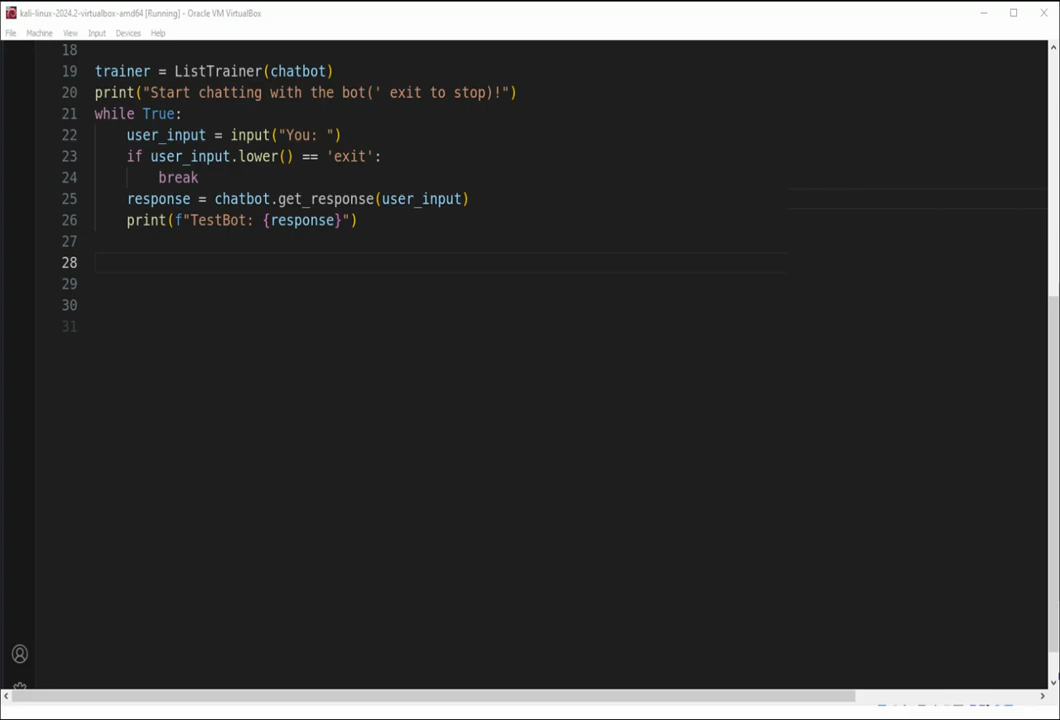 kali-linux-2024.2-virtualbox-amd64 [Running] - Oracle VM VirtualBox
File Machine View Input Devices Help
18
19 trainer = ListTrainer(chatbot)
20 print("Start chatting with the bot(' exit to stop)!")
21 while True:
22 user_input = input("You: ")
23 if user_input.lower() == 'exit':
24 break
25 response = chatbot.get_response(user_input)
26 print(f"TestBot: {response}")
27
28
29
30
31